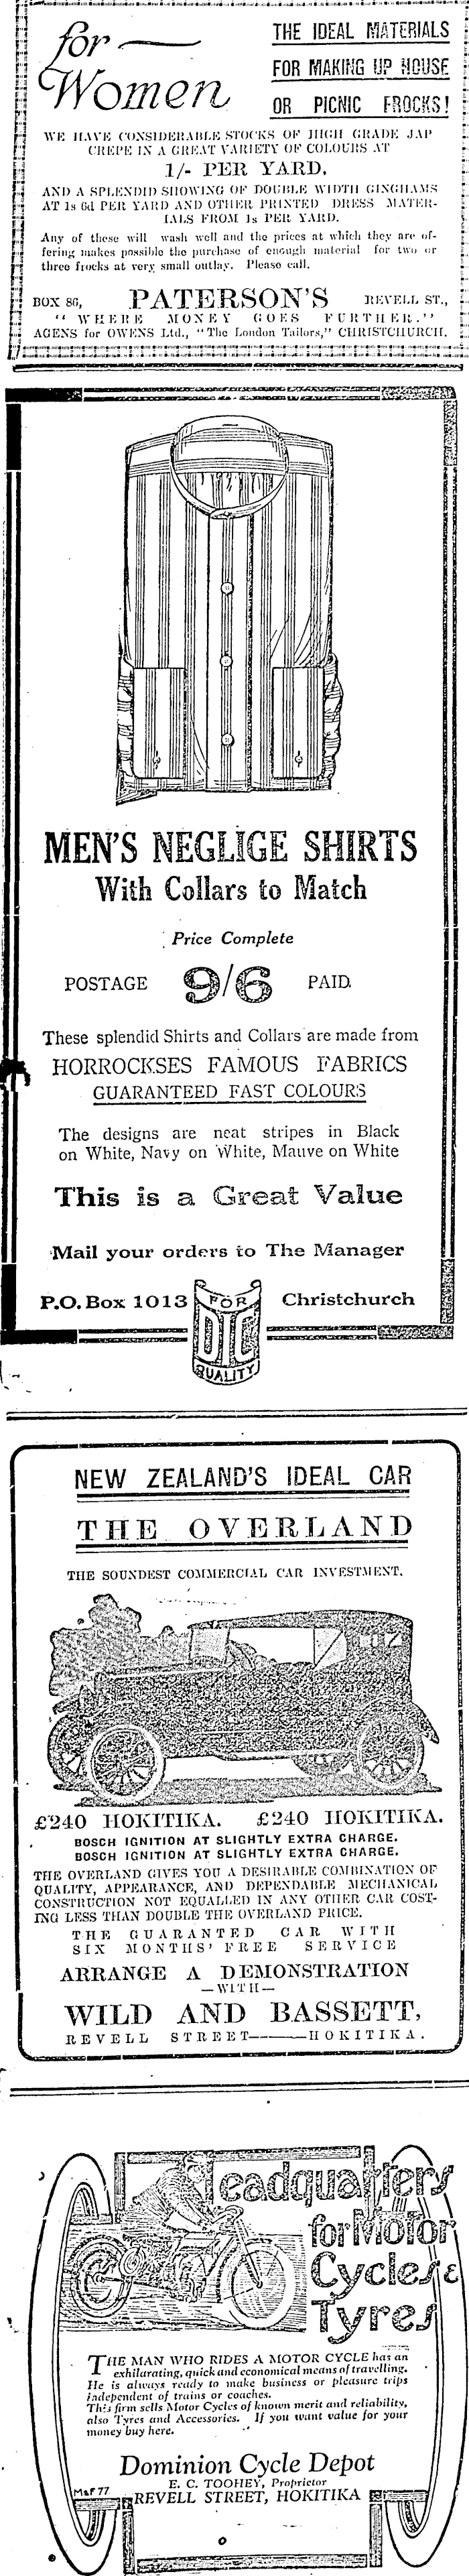 for
Women
THE IDEAL MATERIALS
FOR MAKING UP HOUSE
OR PICNIC FROCKS!
WE HAVE CONSIDERABLE STOCKS OF HIGH GRADE JAP
CREPE IN A GREAT VARIETY OF COLOURS AT
1/- PER YARD.
AND A SPLENDID SHOWING OF DOUBLE WIDTH GINGHAMS
AT 1s 6d PER YARD AND OTHER PRINTED DRESS MATER-
IALS FROM 1s PER YARD.
Any of these will wash well and the prices at which they are of-
fering makes possible the purchase of enough material for two or
three frocks at very small outlay. Please call.
BOX 86, PATERSON'S REVELL ST.,
"WHERE MONEY GOES FURTHER."
AGENS for OWENS Ltd., "The London Tailors," CHRISTCHURCH.
MEN'S NEGLIGE SHIRTS
With Collars to Match
Price Complete
POSTAGE 9/6 PAID.
These splendid Shirts and Collars are made from
HORROCKSES FAMOUS FABRICS
GUARANTEED FAST COLOURS
The designs are neat stripes in Black
on White, Navy on White, Mauve on White
This is a Great Value
Mail your orders to The Manager
P.O. Box 1013 FOR DIC QUALITY Christchurch
NEW ZEALAND'S IDEAL CAR
THE OVERLAND
THE SOUNDEST COMMERCIAL CAR INVESTMENT.
£240 HOKITIKA. £240 HOKITIKA.
BOSCH IGNITION AT SLIGHTLY EXTRA CHARGE.
BOSCH IGNITION AT SLIGHTLY EXTRA CHARGE.
THE OVERLAND GIVES YOU A DESIRABLE COMBINATION OF
QUALITY, APPEARANCE, AND DEPENDABLE MECHANICAL
CONSTRUCTION NOT EQUALLED IN ANY OTHER CAR COST-
ING LESS THAN DOUBLE THE OVERLAND PRICE.
THE GUARANTED CAR WITH
SIX MONTHS' FREE SERVICE
ARRANGE A DEMONSTRATION
—WITH—
WILD AND BASSETT,
REVELL STREET———HOKITIKA.
Headquarters
for Motor
Cycles &
Tyres
THE MAN WHO RIDES A MOTOR CYCLE has an
exhilarating, quick and economical means of travelling.
He is always ready to make business or pleasure trips
independent of trains or coaches.
This firm sells Motor Cycles of known merit and reliability,
also Tyres and Accessories. If you want value for your
money buy here.
Dominion Cycle Depot
E. C. TOOHEY, Proprietor
M&F 77
REVELL STREET, HOKITIKA